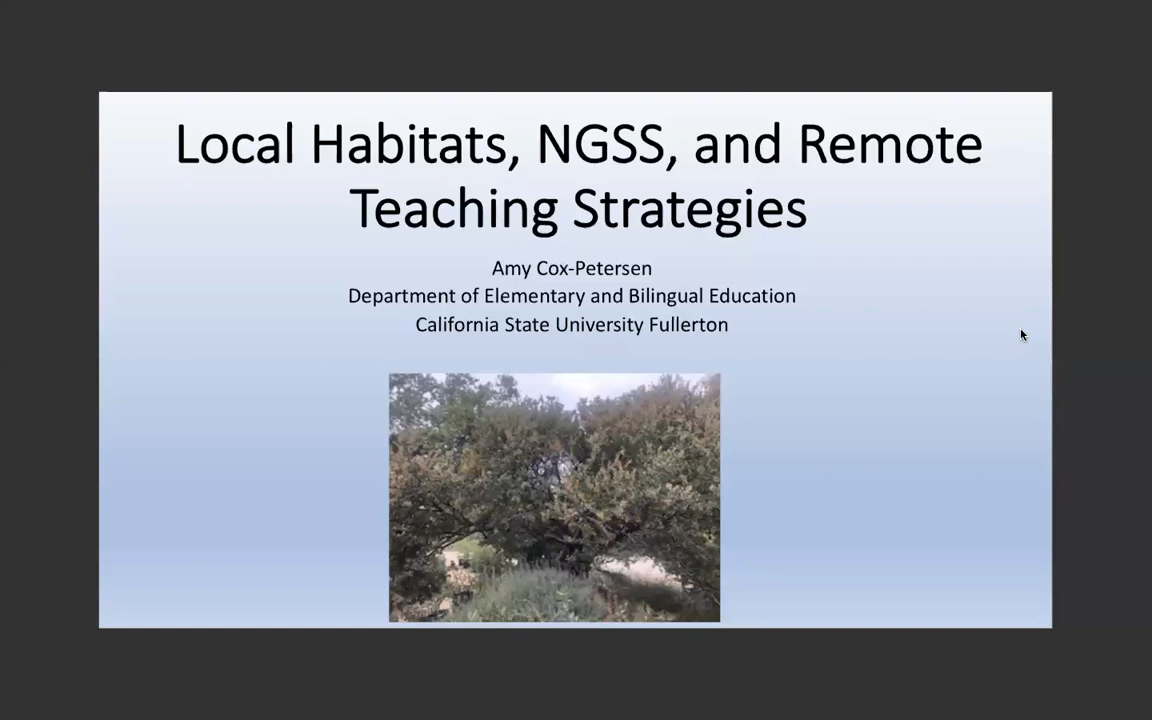 Local Habitats, NGSS, and Remote
Teaching Strategies
Amy Cox-Petersen
Department of Elementary and Bilingual Education
California State University Fullerton